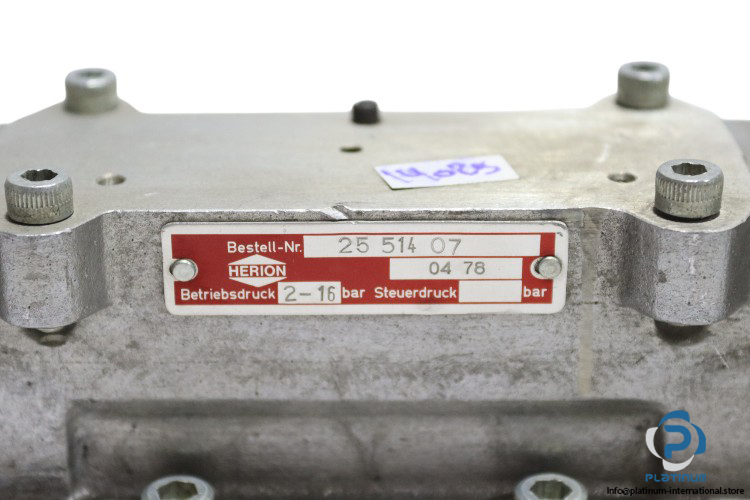 14085
Bestell-Nr. 25 514 07
HERION
04 78
Betriebsdruck 2-16 bar Steuerdruck bar
PLATINUM
Info@platinum-international.store